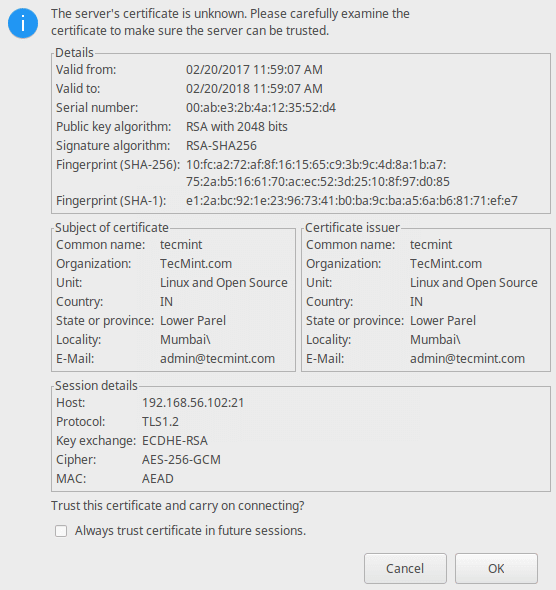 The server's certificate is unknown. Please carefully examine the
certificate to make sure the server can be trusted.
Details
Valid from: 02/20/2017 11:59:07 AM
Valid to: 02/20/2018 11:59:07 AM
Serial number: 00:ab:e3:2b:4a:12:35:52:d4
Public key algorithm: RSA with 2048 bits
Signature algorithm: RSA-SHA256
Fingerprint (SHA-256): 10:fc:a2:72:af:8f:16:15:65:c9:3b:9c:4d:8a:1b:a7:
75:2a:b5:16:61:70:ac:ec:52:3d:25:10:8f:97:d0:85
Fingerprint (SHA-1): e1:2a:bc:92:1e:23:96:73:41:b0:ba:9c:ba:a5:6a:b6:81:71:ef:e7
Subject of certificate
Common name: tecmint
Organization: TecMint.com
Unit: Linux and Open Source
Country: IN
State or province: Lower Parel
Locality: Mumbai\
E-Mail: admin@tecmint.com
Certificate issuer
Common name: tecmint
Organization: TecMint.com
Unit: Linux and Open Source
Country: IN
State or province: Lower Parel
Locality: Mumbai\
E-Mail: admin@tecmint.com
Session details
Host: 192.168.56.102:21
Protocol: TLS1.2
Key exchange: ECDHE-RSA
Cipher: AES-256-GCM
MAC: AEAD
Trust this certificate and carry on connecting?
Always trust certificate in future sessions.
Cancel
OK